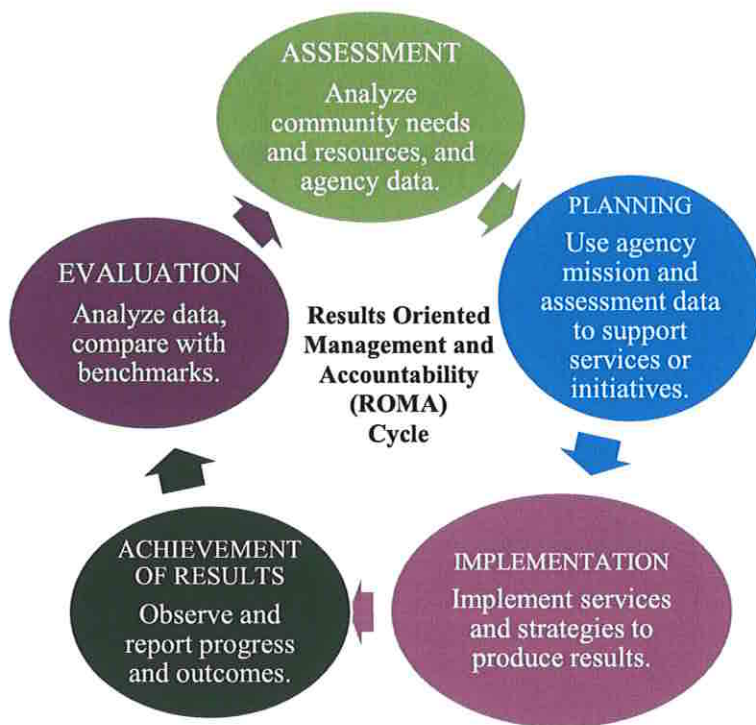 ASSESSMENT
Analyze
community needs
and resources, and
agency data.
PLANNING
Use agency
mission and
assessment data
to support
services or
initiatives.
IMPLEMENTATION
Implement services
and strategies to
produce results.
ACHIEVEMENT
OF RESULTS
Observe and
report progress
and outcomes.
EVALUATION
Analyze data,
compare with
benchmarks.
Results Oriented
Management and
Accountability
(ROMA)
Cycle